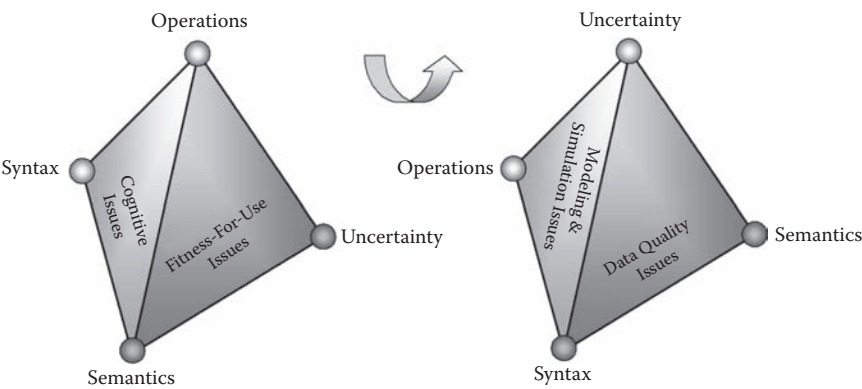 Operations
Syntax
Cognitive
Issues
Fitness-For-Use
Issues
Uncertainty
Semantics
Uncertainty
Operations
Modeling &
Simulation Issues
Data Quality
Issues
Semantics
Syntax